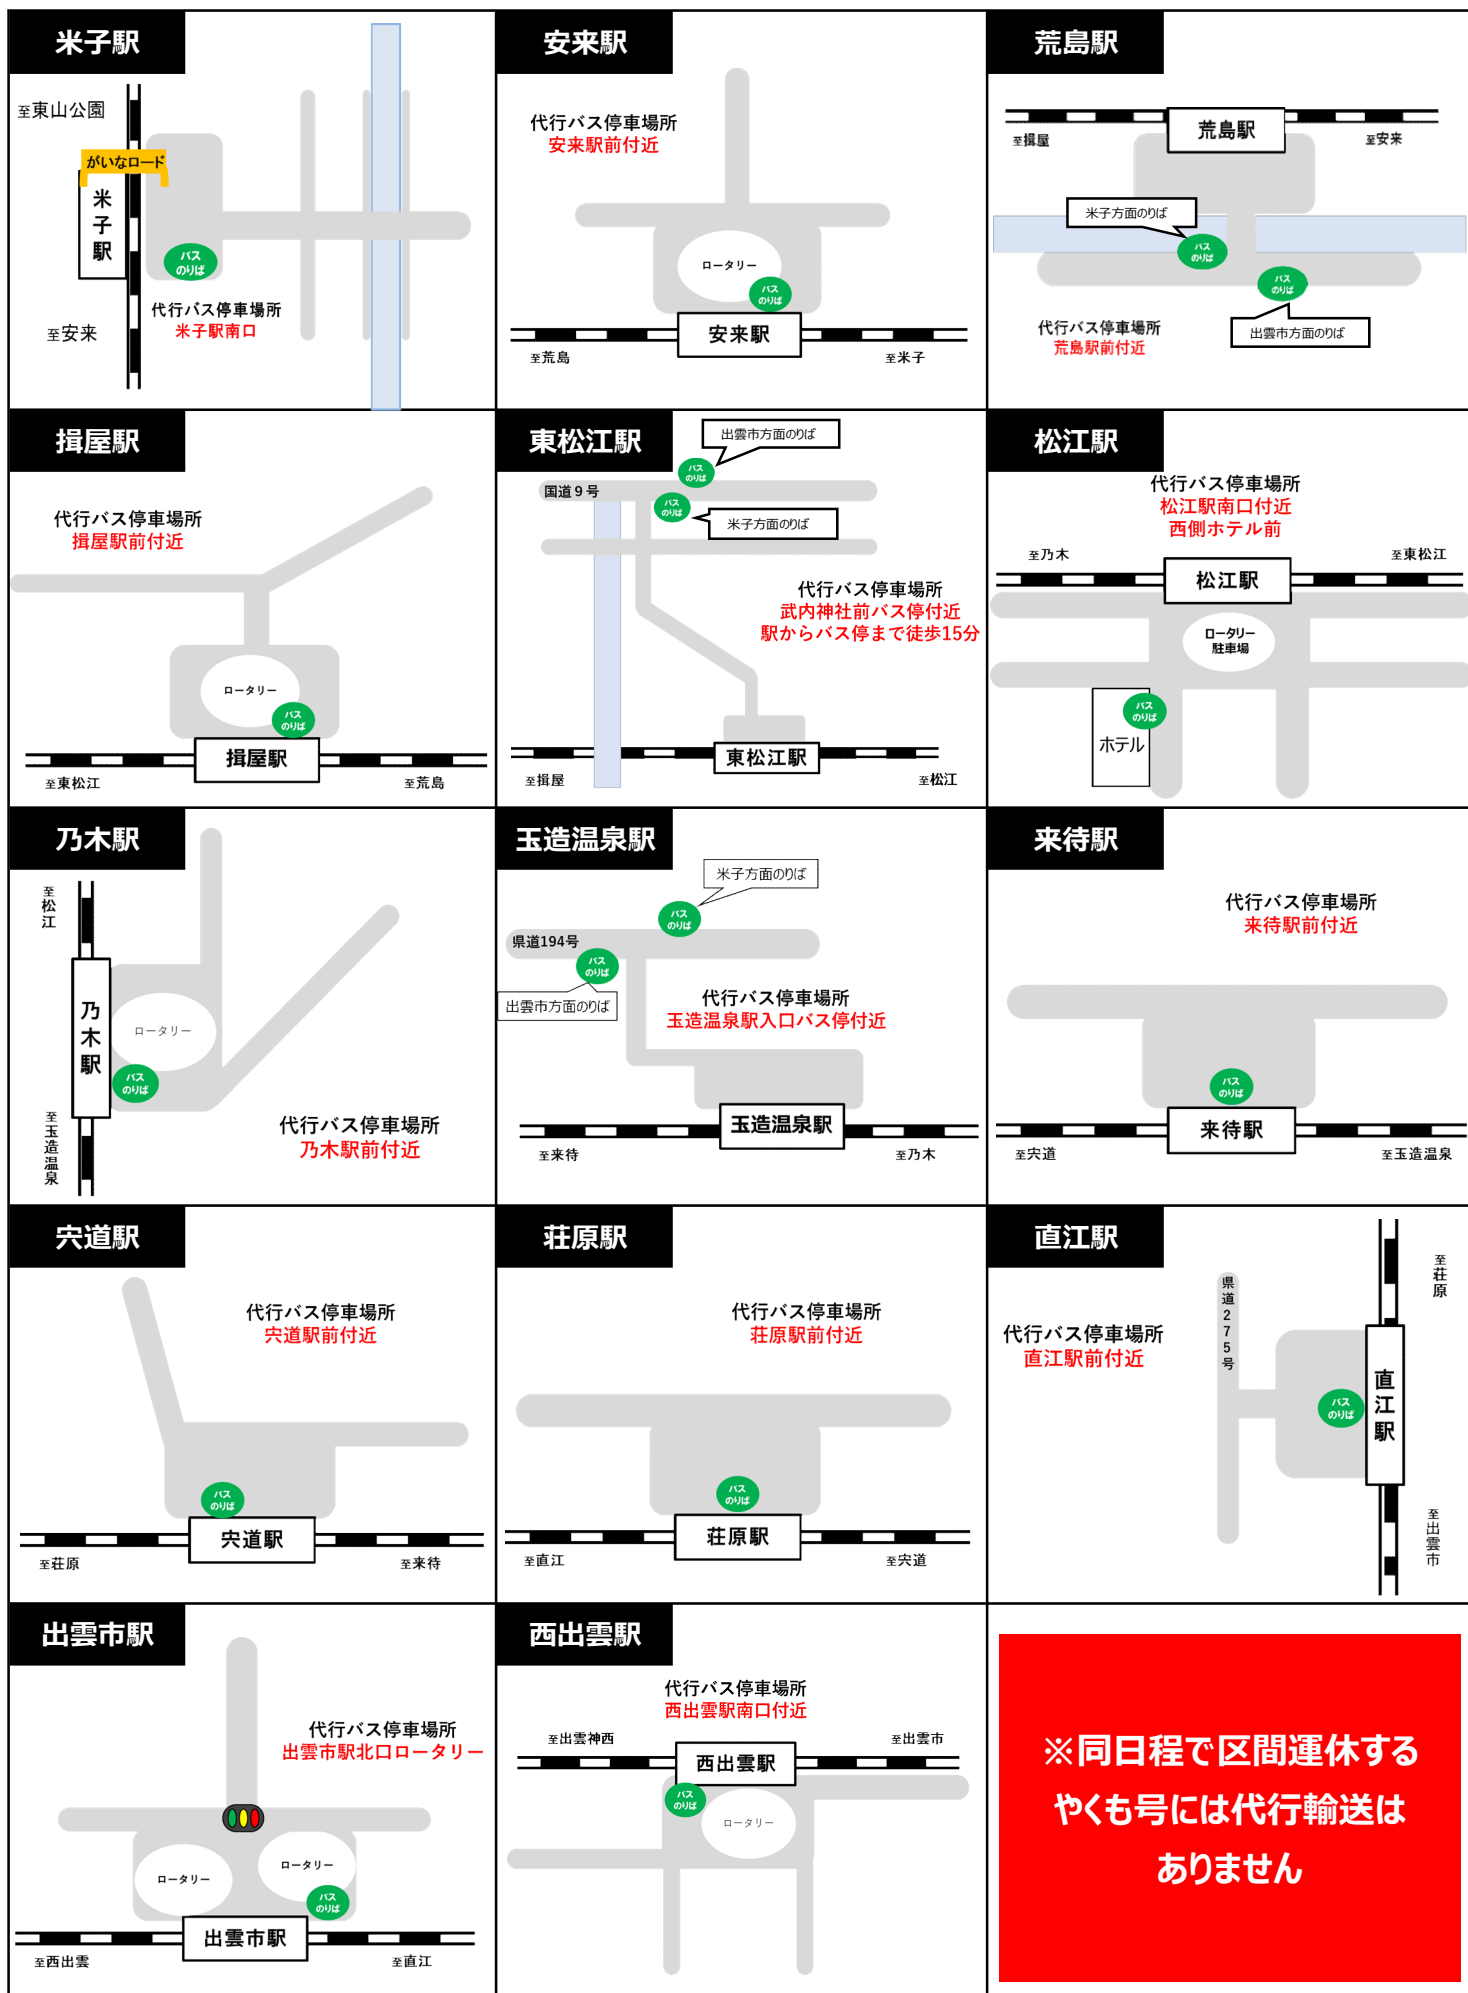 米子駅
至東山公園
がいなロード
米子駅
バス
のりば
代行バス停車場所
米子駅南口
至安来
安来駅
代行バス停車場所
安来駅前付近
ロータリー
バス
のりば
安来駅
至荒島
至米子
荒島駅
荒島駅
至揖屋
至安来
米子方面のりば
バス
のりば
バス
のりば
代行バス停車場所
荒島駅前付近
出雲市方面のりば
揖屋駅
代行バス停車場所
揖屋駅前付近
ロータリー
バス
のりば
揖屋駅
至東松江
至荒島
東松江駅
出雲市方面のりば
バス
のりば
国道9号
バス
のりば
米子方面のりば
代行バス停車場所
武内神社前バス停付近
駅からバス停まで徒歩15分
東松江駅
至揖屋
至松江
松江駅
代行バス停車場所
松江駅南口付近
西側ホテル前
至乃木
至東松江
松江駅
ロータリー
駐車場
バス
のりば
ホテル
乃木駅
至松江
乃木駅
ロータリー
バス
のりば
至玉造温泉
代行バス停車場所
乃木駅前付近
玉造温泉駅
米子方面のりば
バス
のりば
県道194号
バス
のりば
出雲市方面のりば
代行バス停車場所
玉造温泉駅入口バス停付近
玉造温泉駅
至来待
至乃木
来待駅
代行バス停車場所
来待駅前付近
バス
のりば
来待駅
至宍道
至玉造温泉
宍道駅
代行バス停車場所
宍道駅前付近
バス
のりば
宍道駅
至荘原
至来待
荘原駅
代行バス停車場所
荘原駅前付近
バス
のりば
荘原駅
至直江
至宍道
直江駅
至荘原
県道275号
代行バス停車場所
直江駅前付近
バス
のりば
直江駅
至出雲市
出雲市駅
代行バス停車場所
出雲市駅北口ロータリー
ロータリー
ロータリー
バス
のりば
出雲市駅
至西出雲
至直江
西出雲駅
代行バス停車場所
西出雲駅南口付近
至出雲神西
至出雲市
西出雲駅
バス
のりば
ロータリー
※同日程で区間運休する
やくも号には代行輸送は
ありません